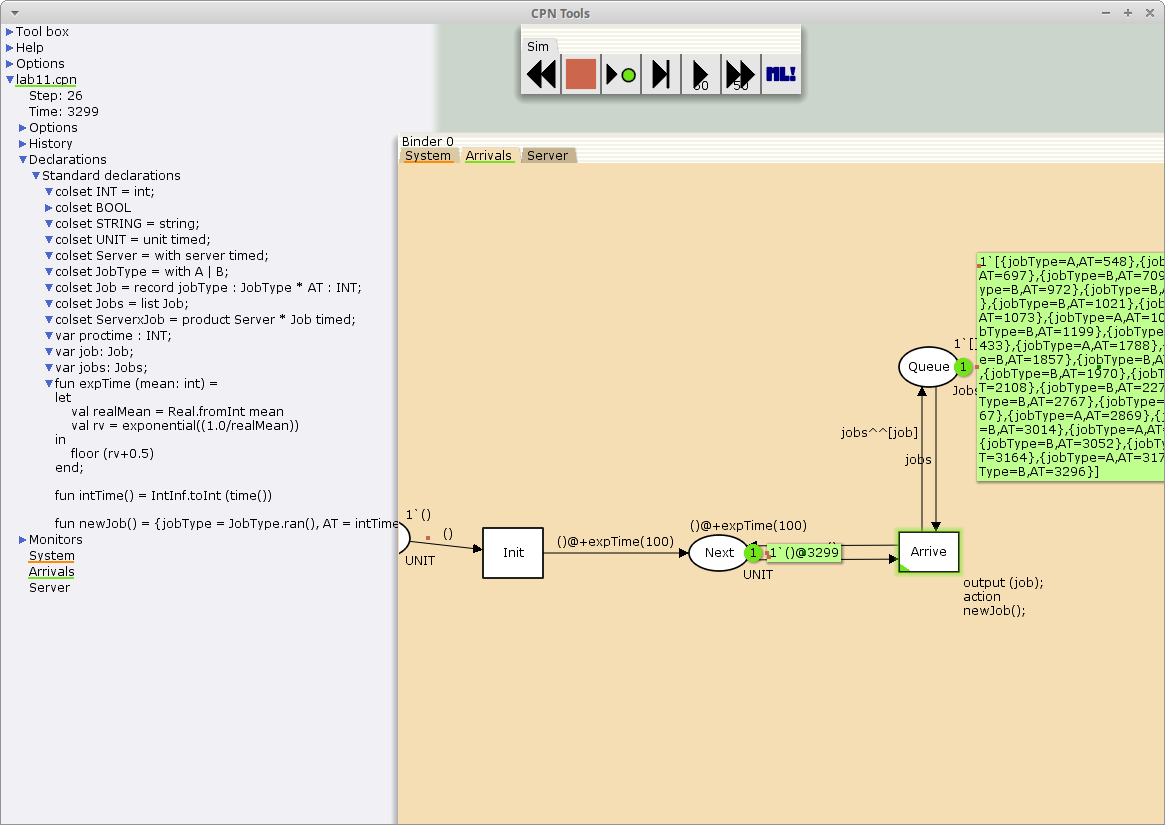 CPN Tools
Tool box
Help
Options
lab11.cpn
Step: 26
Time: 3299
Options
History
Declarations
Standard declarations
colset INT = int;
colset BOOL
colset STRING = string;
colset UNIT = unit timed;
colset Server = with server timed;
colset JobType = with A | B;
colset Job = record jobType : JobType * AT : INT;
colset Jobs = list Job;
colset ServerxJob = product Server * Job timed;
var proctime : INT;
var job: Job;
var jobs: Jobs;
fun expTime (mean: int) =
let
val realMean = Real.fromInt mean
val rv = exponential((1.0/realMean))
in
floor (rv+0.5)
end;
fun intTime() = IntInf.toInt (time())
fun newJob() = {jobType = JobType.ran(), AT = intTime
Monitors
System
Arrivals
Server
Sim
50
50
ML!
Binder 0
System Arrivals Server
1`[{jobType=A,AT=548},{job
AT=697},{jobType=B,AT=709
ype=B,AT=972},{jobType=B,
},{jobType=B,AT=1021},{job
AT=1073},{jobType=A,AT=10
bType=B,AT=1199},{jobType
433},{jobType=A,AT=1788},
e=B,AT=1857},{jobType=B,AT
,{jobType=B,AT=1970},{jobT
T=2108},{jobType=B,AT=227
Type=B,AT=2767},{jobType=
67},{jobType=A,AT=2869},{
=B,AT=3014},{jobType=A,AT
{jobType=B,AT=3052},{jobT
T=3164},{jobType=A,AT=317
Type=B,AT=3296}]
1`[]
Queue
1
Jobs
jobs^^[job]
jobs
1`()
()
UNIT
Init
()@+expTime(100)
()@+expTime(100)
Next
1
1`()@3299
()
UNIT
Arrive
output (job);
action
newJob();